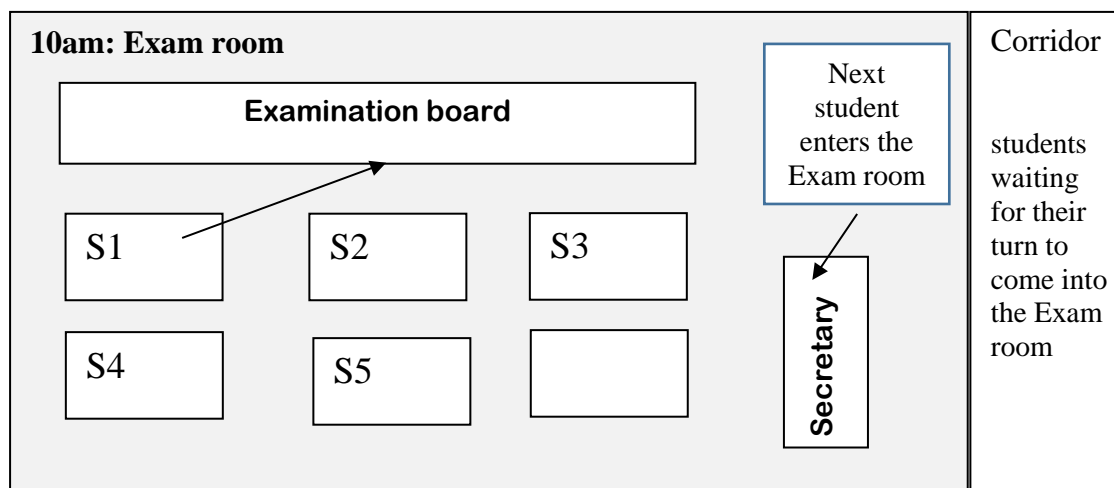 10am: Exam room
Examination board
Next
student
enters the
Exam room
Corridor
students
waiting
for their
turn to
come into
the Exam
room
S1
S2
S3
S4
S5
Secretary